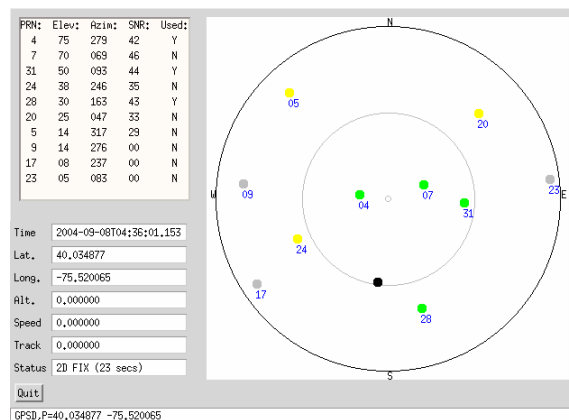 PRN: Elev: Azim: SNR: Used:
4 75 279 42 Y
7 70 069 46 N
31 50 093 44 Y
24 38 246 35 N
28 30 163 43 Y
20 25 047 33 N
5 14 317 29 N
9 14 276 00 N
17 08 237 00 N
23 05 083 00 N
N
05
20
W
09
23
E
04
07
31
24
17
28
S
Time 2004-09-08T04:36:01.153
Lat. 40.034877
Long. -75.520065
Alt. 0.000000
Speed 0.000000
Track 0.000000
Status 2D FIX (23 secs)
Quit
GPSD,P=40.034877 -75.520065